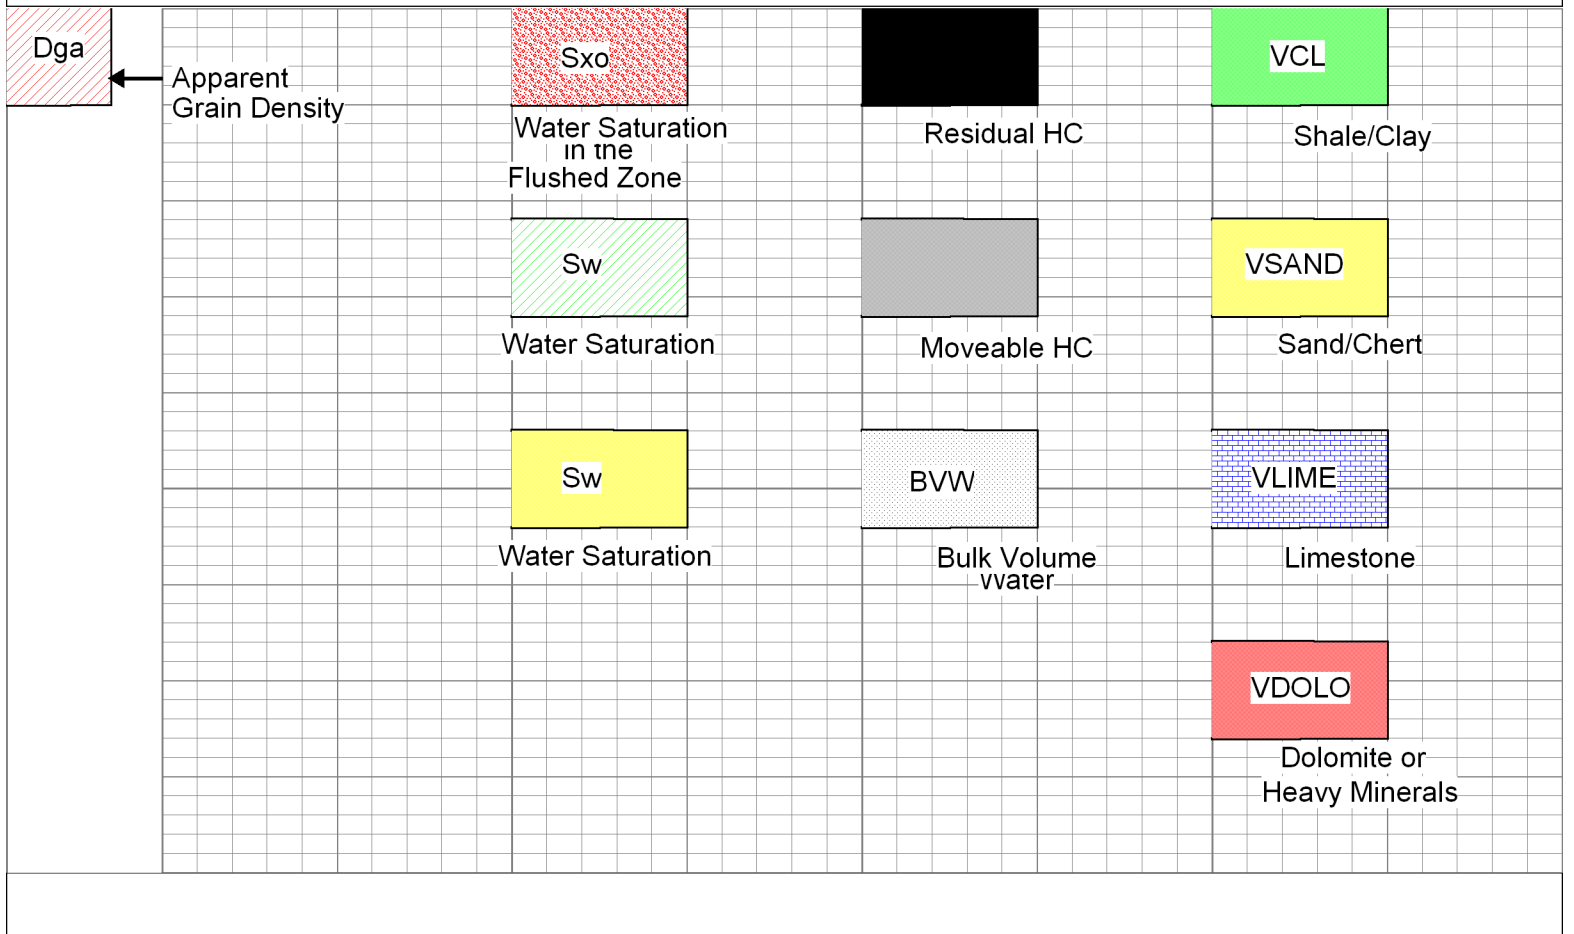 Dga
Apparent
Grain Density
Sxo
Water Saturation
in the
Flushed Zone
Residual HC
VCL
Shale/Clay
Sw
Water Saturation
Moveable HC
VSAND
Sand/Chert
Sw
Water Saturation
BVW
Bulk Volume
Water
VLIME
Limestone
VDOLO
Dolomite or
Heavy Minerals